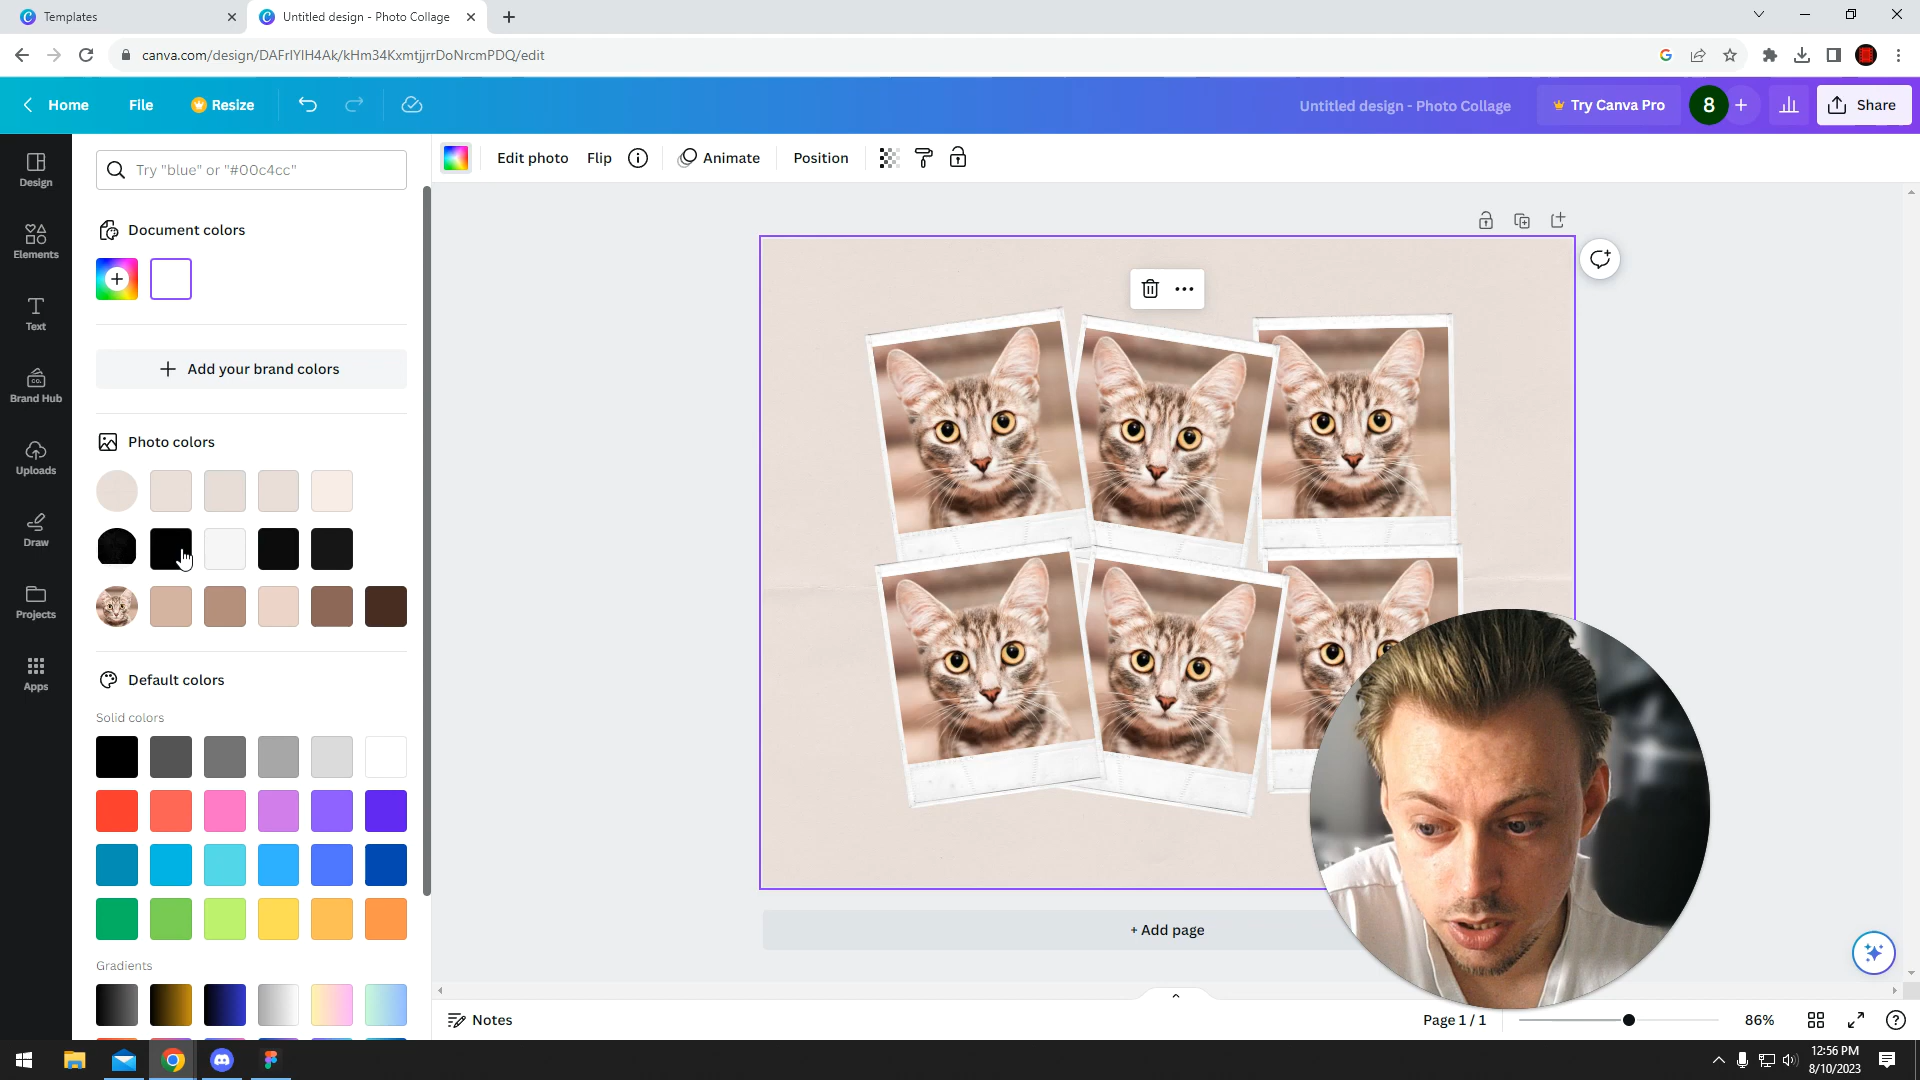 Templates
Untitled design - Photo Collage
canva.com/design/DAFrlYlH4Ak/kHm34KxmtjjrrDoNrcmPDQ/edit
Home
File
Resize
Untitled design - Photo Collage
Try Canva Pro
8
Share
Design
Elements
Text
Brand Hub
Uploads
Draw
Projects
Apps
Try "blue" or "#00c4cc"
Document colors
Add your brand colors
Photo colors
Default colors
Solid colors
Gradients
Edit photo
Flip
Animate
Position
+ Add page
Notes
Page 1 / 1
86%
12:56 PM
8/10/2023